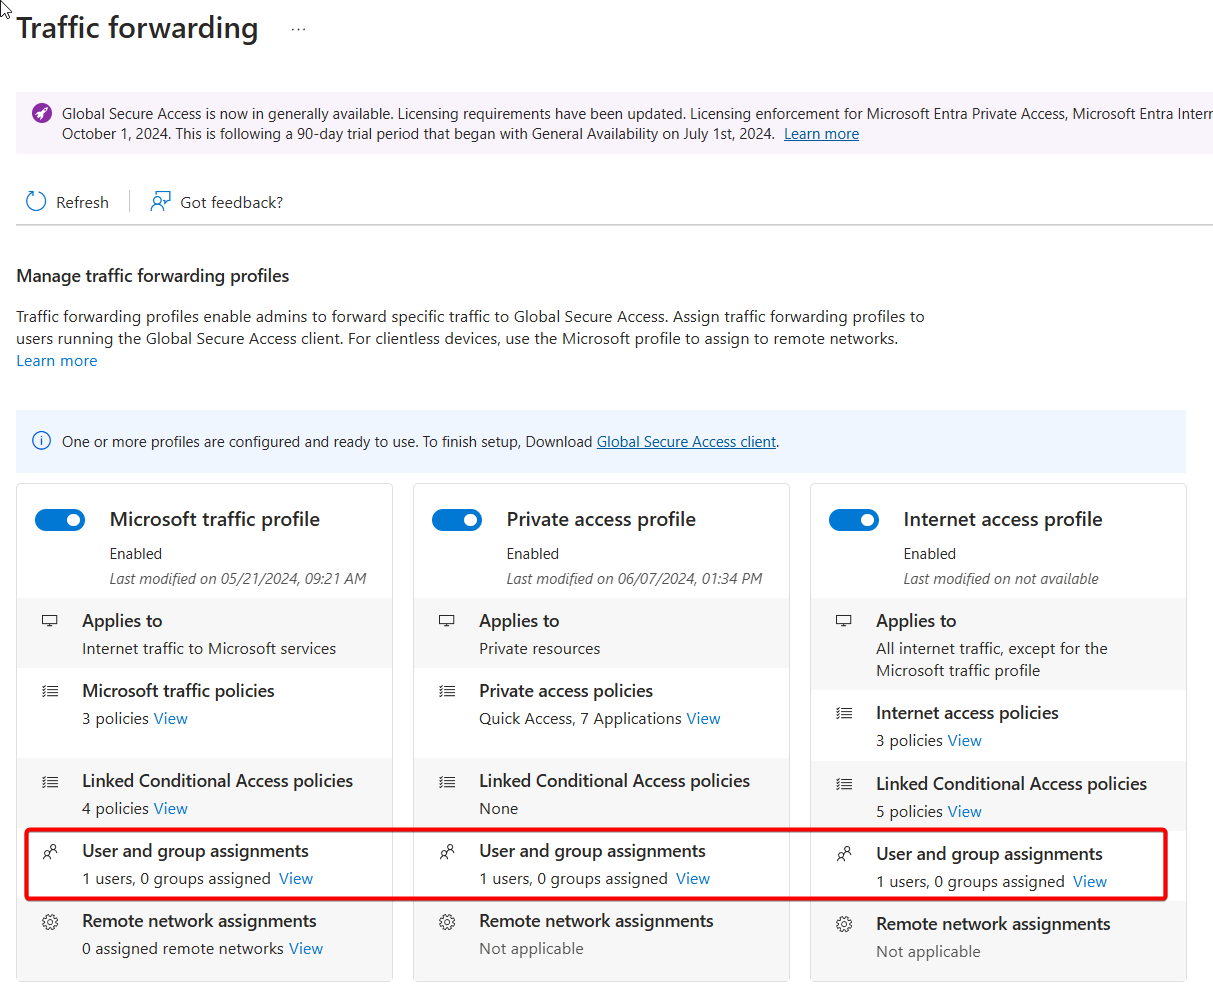 Traffic forwarding ...
Global Secure Access is now in generally available. Licensing requirements have been updated. Licensing enforcement for Microsoft Entra Private Access, Microsoft Entra Inter
October 1, 2024. This is following a 90-day trial period that began with General Availability on July 1st, 2024. Learn more
Refresh
Got feedback?
Manage traffic forwarding profiles
Traffic forwarding profiles enable admins to forward specific traffic to Global Secure Access. Assign traffic forwarding profiles to
users running the Global Secure Access client. For clientless devices, use the Microsoft profile to assign to remote networks.
Learn more
One or more profiles are configured and ready to use. To finish setup, Download Global Secure Access client.
Microsoft traffic profile
Enabled
Last modified on 05/21/2024, 09:21 AM
Applies to
Internet traffic to Microsoft services
Microsoft traffic policies
3 policies View
Linked Conditional Access policies
4 policies View
User and group assignments
1 users, 0 groups assigned View
Remote network assignments
0 assigned remote networks View
Private access profile
Enabled
Last modified on 06/07/2024, 01:34 PM
Applies to
Private resources
Private access policies
Quick Access, 7 Applications View
Linked Conditional Access policies
None
User and group assignments
1 users, 0 groups assigned View
Remote network assignments
Not applicable
Internet access profile
Enabled
Last modified on not available
Applies to
All internet traffic, except for the
Microsoft traffic profile
Internet access policies
3 policies View
Linked Conditional Access policies
5 policies View
User and group assignments
1 users, 0 groups assigned View
Remote network assignments
Not applicable